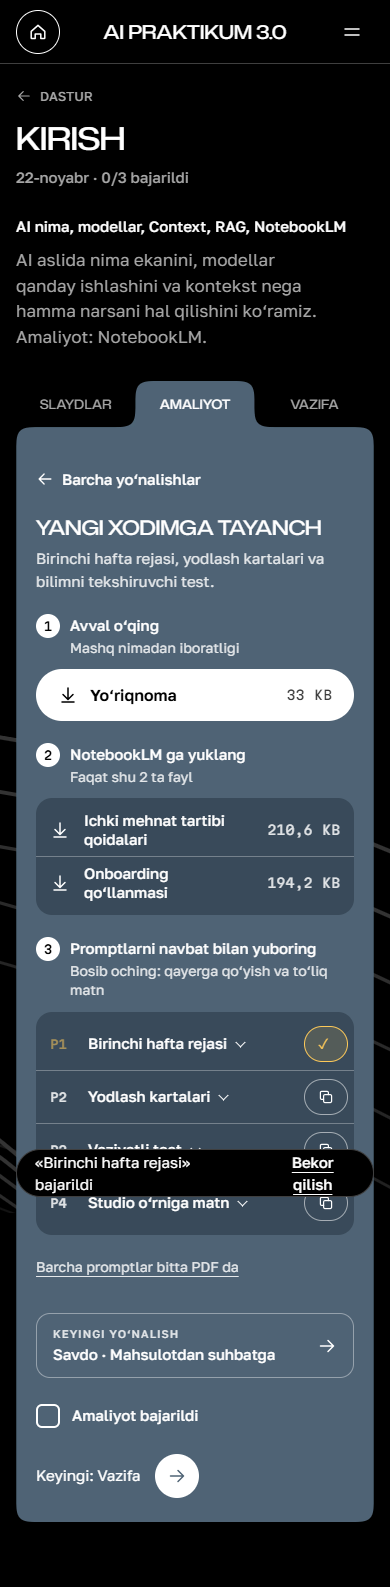 AI PRAKTIKUM 3.0
← DASTUR
KIRISH
22-noyabr · 0/3 bajarildi
AI nima, modellar, Context, RAG, NotebookLM
AI aslida nima ekanini, modellar
qanday ishlashini va kontekst nega
hamma narsani hal qilishini ko‘ramiz.
Amaliyot: NotebookLM.
SLAYDLAR AMALIYOT VAZIFA
← Barcha yo‘nalishlar
YANGI XODIMGA TAYANCH
Birinchi hafta rejasi, yodlash kartalari va
bilimni tekshiruvchi test.
1 Avval o‘qing
Mashq nimadan iboratligi
Yo‘riqnoma 33 KB
2 NotebookLM ga yuklang
Faqat shu 2 ta fayl
Ichki mehnat tartibi
qoidalari 210,6 KB
Onboarding
qo‘llanmasi 194,2 KB
3 Promptlarni navbat bilan yuboring
Bosib oching: qayerga qo‘yish va to‘liq
matn
P1 Birinchi hafta rejasi ✓
P2 Yodlash kartalari
«Birinchi hafta rejasi»
bajarildi
Bekor
qilish
P4 Studio o‘rniga matn
Barcha promptlar bitta PDF da
KEYINGI YO‘NALISH
Savdo · Mahsulotdan suhbatga →
Amaliyot bajarildi
Keyingi: Vazifa →